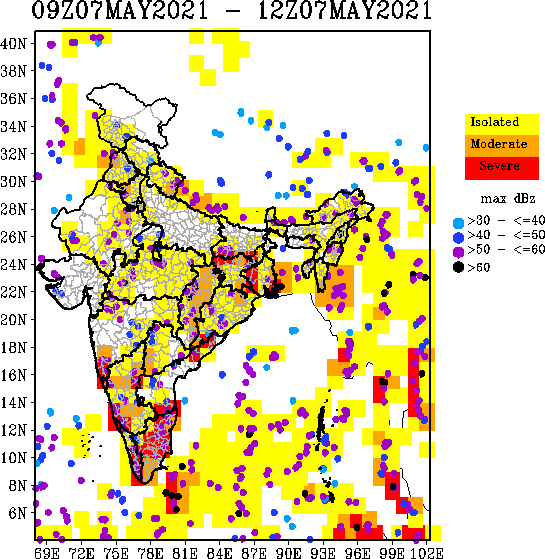 09Z07MAY2021 - 12Z07MAY2021
40N
38N
36N
34N
32N
30N
28N
26N
24N
22N
20N
18N
16N
14N
12N
10N
8N
6N
69E 72E 75E 78E 81E 84E 87E 90E 93E 96E 99E 102E
Isolated
Moderate
Severe
max dBz
>30 - <=40
>40 - <=50
>50 - <=60
>60